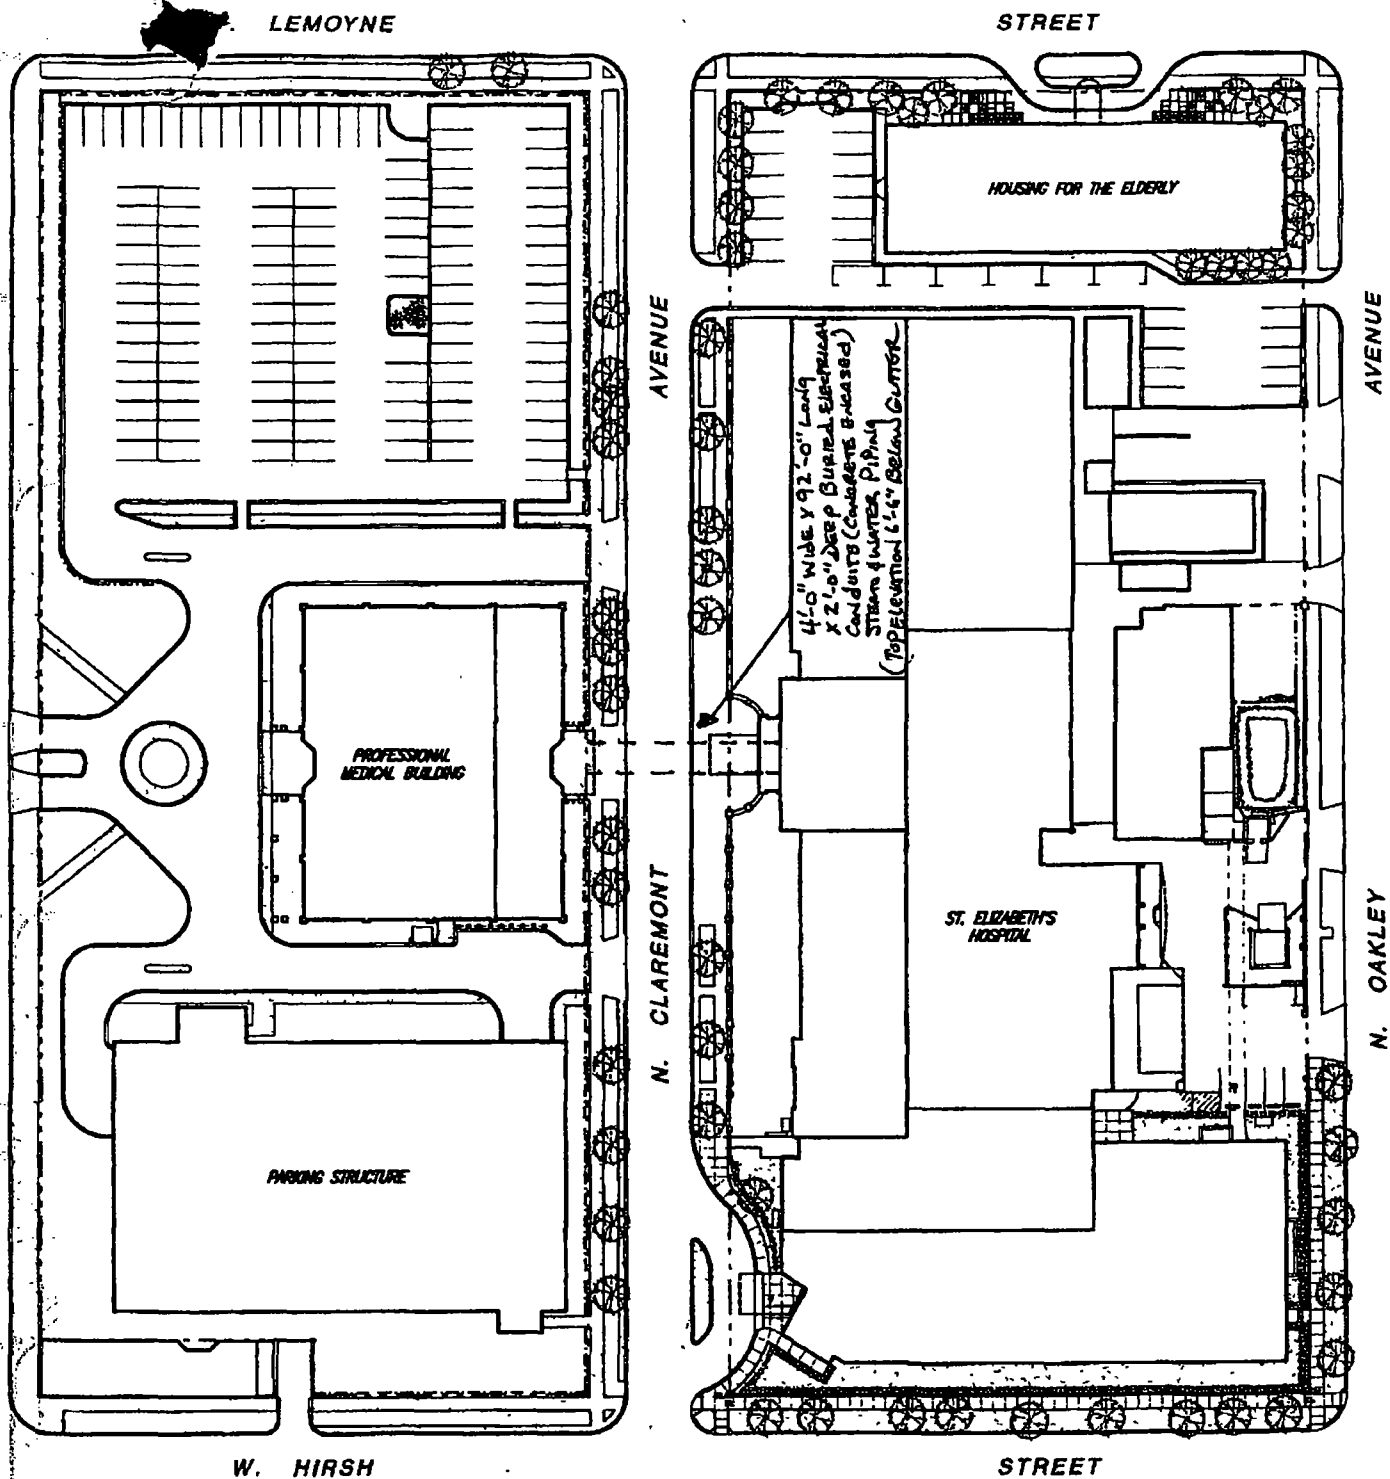 LEMOYNE STREET
HOUSING FOR THE ELDERLY
AVENUE
AVENUE
4'-0" WIDE X 92'-0" LONG
X 2'-0" DEEP BURIED ELECTRICAL
CONDUITS (CONCRETE ENCASED)
STEAM & WATER PIPING
(TOP ELEVATION 6'-6" BELOW GUTTER
PROFESSIONAL
MEDICAL BUILDING
N. CLAREMONT
ST. ELIZABETH'S
HOSPITAL
N. OAKLEY
PARKING STRUCTURE
W. HIRSH STREET